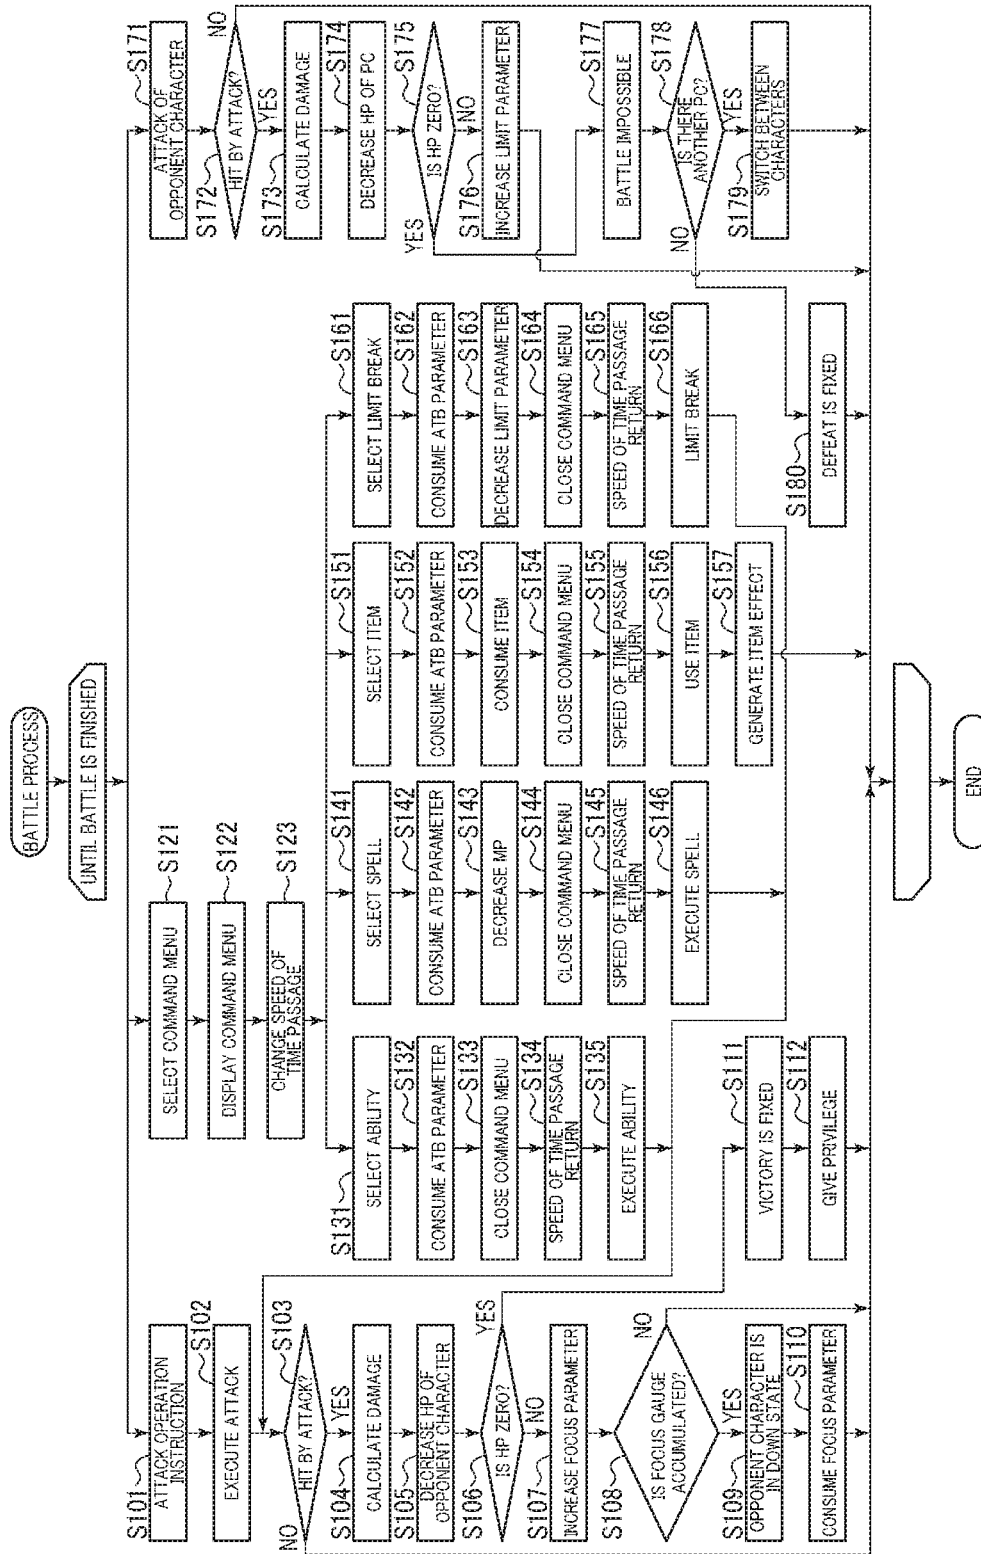 BATTLE PROCESS
UNTIL BATTLE IS FINISHED
S101
ATTACK OPERATION
INSTRUCTION
S102
EXECUTE ATTACK
S103
HIT BY ATTACK?
NO
YES
S104
CALCULATE DAMAGE
S105
DECREASE HP OF
OPPONENT CHARACTER
S106
IS HP ZERO?
YES
NO
S107
INCREASE FOCUS PARAMETER
S108
IS FOCUS GAUGE
ACCUMULATED?
NO
YES
S109
OPPONENT CHARACTER IS
IN DOWN STATE
S110
CONSUME FOCUS PARAMETER
S111
VICTORY IS FIXED
S112
GIVE PRIVILEGE
S121
SELECT COMMAND MENU
S122
DISPLAY COMMAND MENU
S123
CHANGE SPEED OF
TIME PASSAGE
S131
SELECT ABILITY
S132
CONSUME ATB PARAMETER
S133
CLOSE COMMAND MENU
S134
SPEED OF TIME PASSAGE
RETURN
S135
EXECUTE ABILITY
S141
SELECT SPELL
S142
CONSUME ATB PARAMETER
S143
DECREASE MP
S144
CLOSE COMMAND MENU
S145
SPEED OF TIME PASSAGE
RETURN
S146
EXECUTE SPELL
S151
SELECT ITEM
S152
CONSUME ATB PARAMETER
S153
CONSUME ITEM
S154
CLOSE COMMAND MENU
S155
SPEED OF TIME PASSAGE
RETURN
S156
USE ITEM
S157
GENERATE ITEM EFFECT
S161
SELECT LIMIT BREAK
S162
CONSUME ATB PARAMETER
S163
DECREASE LIMIT PARAMETER
S164
CLOSE COMMAND MENU
S165
SPEED OF TIME PASSAGE
RETURN
S166
LIMIT BREAK
S171
ATTACK OF
OPPONENT CHARACTER
S172
HIT BY ATTACK?
NO
YES
S173
CALCULATE DAMAGE
S174
DECREASE HP OF PC
S175
IS HP ZERO?
YES
NO
S176
INCREASE LIMIT PARAMETER
S177
BATTLE IMPOSSIBLE
S178
IS THERE
ANOTHER PC?
NO
YES
S179
SWITCH BETWEEN
CHARACTERS
S180
DEFEAT IS FIXED
END